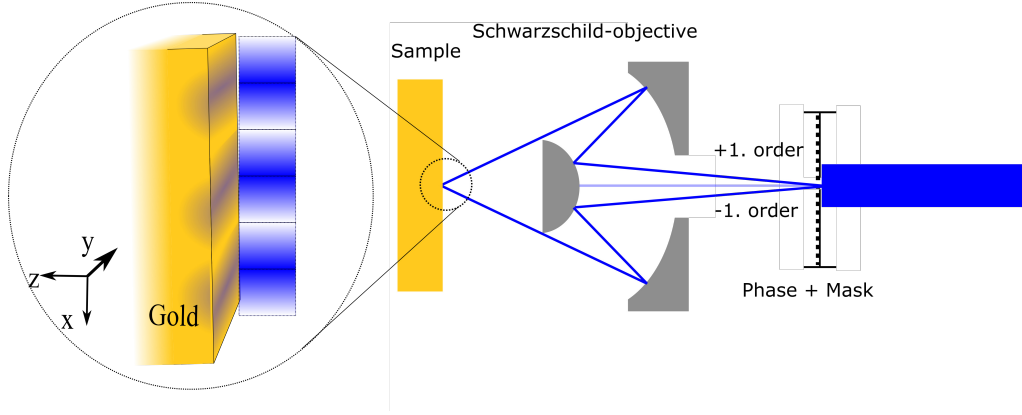 Schwarzschild-objective
Sample
+1. order
-1. order
y
z
x
Gold
Phase + Mask